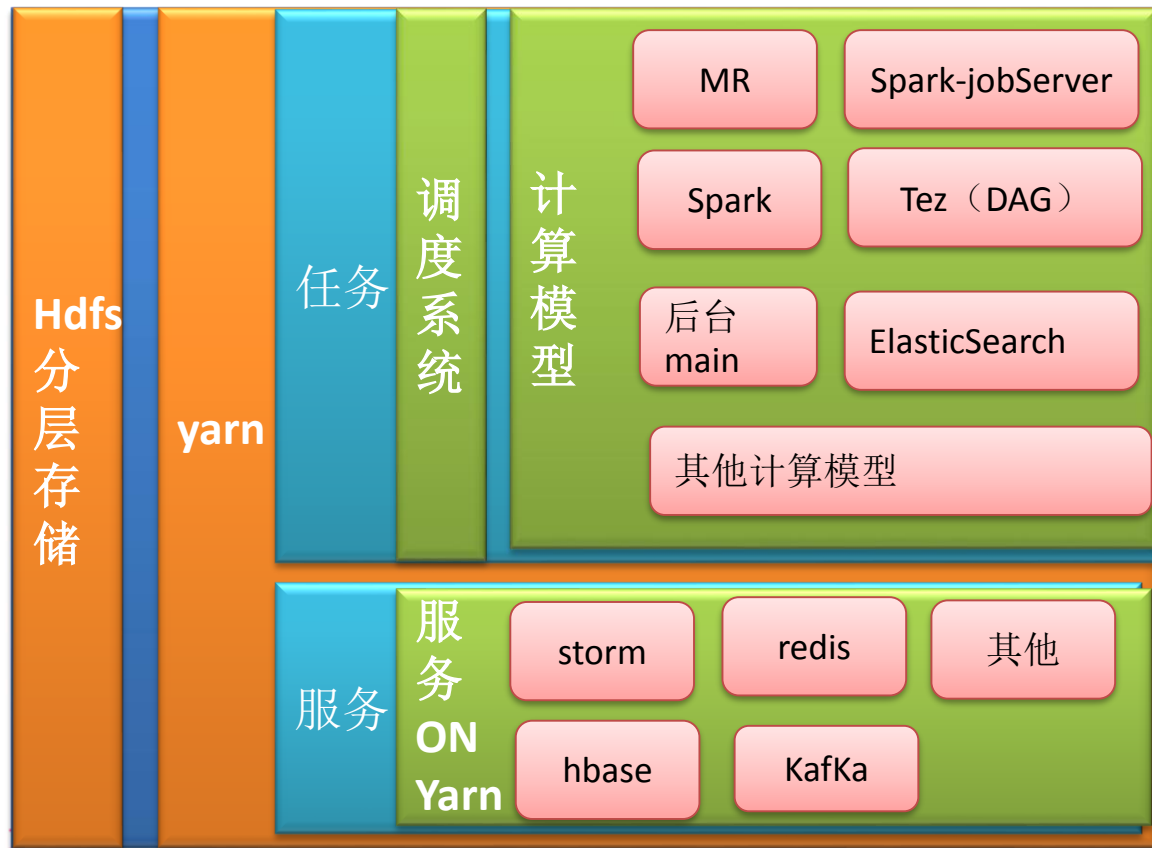 Hdfs
分
层
存
储
yarn
任务
调
度
系
统
计
算
模
型
MR
Spark-jobServer
Spark
Tez（DAG）
后台
main
ElasticSearch
其他计算模型
服务
服
务
ON
Yarn
storm
redis
其他
hbase
KafKa